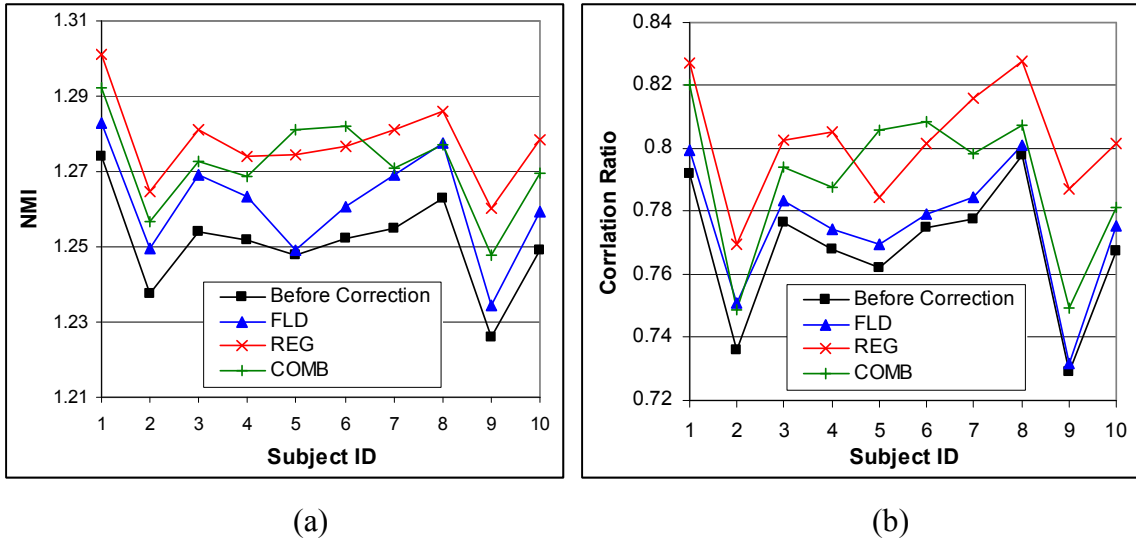 1.31
1.29
1.27
1.25
1.23
1.21
NMI
Before Correction
FLD
REG
COMB
1 2 3 4 5 6 7 8 9 10
Subject ID
(a)
0.84
0.82
0.8
0.78
0.76
0.74
0.72
Corrlation Ratio
Before Correction
FLD
REG
COMB
1 2 3 4 5 6 7 8 9 10
Subject ID
(b)